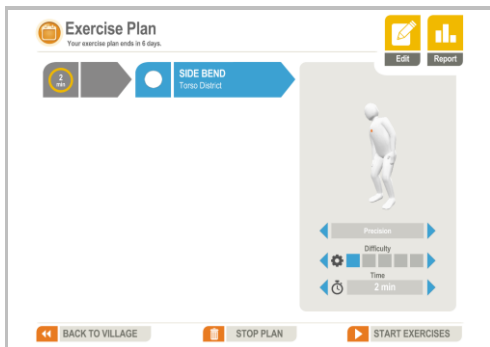 Exercise Plan
Your exercise plan ends in 6 days.
Edit
Report
2
min
SIDE BEND
Torso District
Precision
Difficulty
Time
2 min
BACK TO VILLAGE
STOP PLAN
START EXERCISES